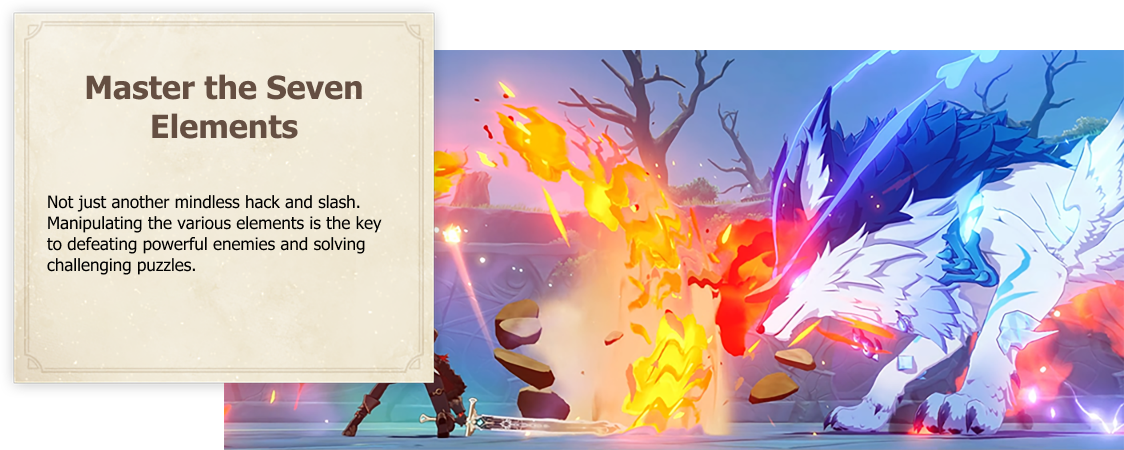 Master the Seven
Elements
Not just another mindless hack and slash.
Manipulating the various elements is the key
to defeating powerful enemies and solving
challenging puzzles.